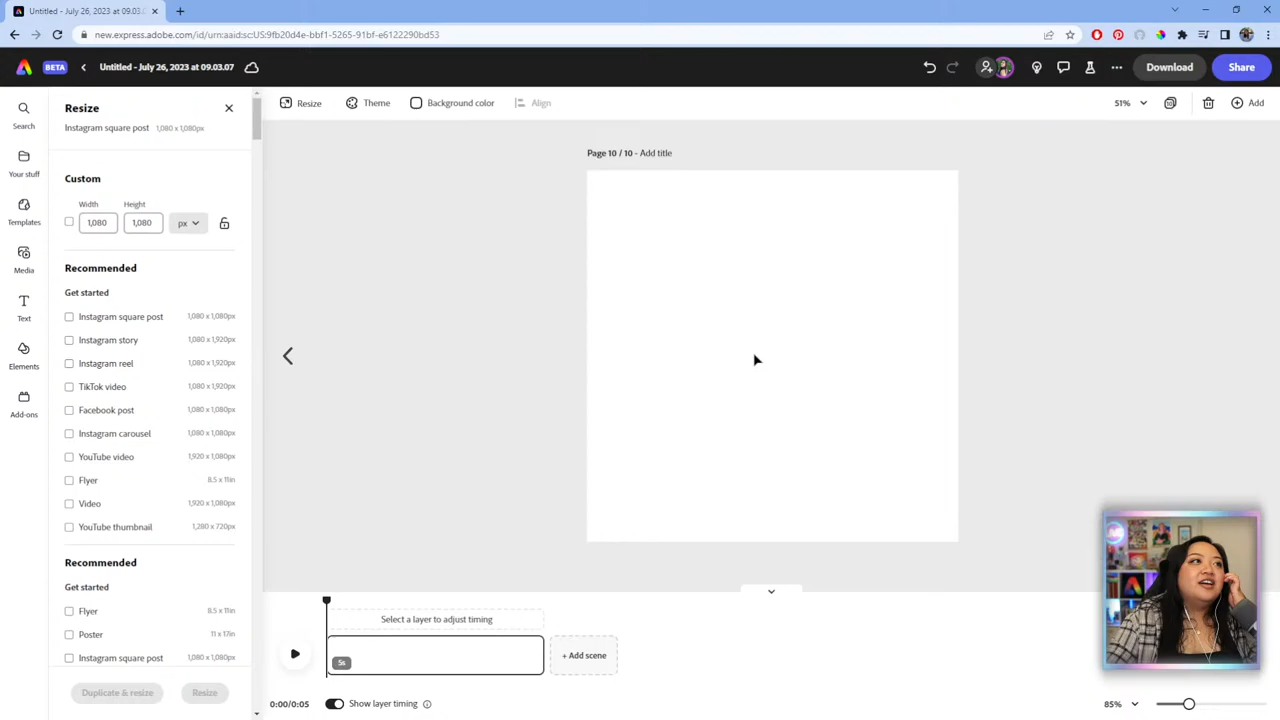 Untitled - July 26, 2023 at 09.03.0
new.express.adobe.com/id/urn:aaid:sc:US:9fb20d4e-bbf1-5265-91bf-e6122290bd53
BETA
Untitled - July 26, 2023 at 09.03.07
Download
Share
Search
Your stuff
Templates
Media
Text
Elements
Add-ons
Resize
Instagram square post 1,080 x 1,080px
Custom
Width Height
1,080 1,080 px
Recommended
Get started
Instagram square post 1,080 x 1,080px
Instagram story 1,080 x 1,920px
Instagram reel 1,080 x 1,920px
TikTok video 1,080 x 1,920px
Facebook post 1,080 x 1,080px
Instagram carousel 1,080 x 1,080px
YouTube video 1,920 x 1,080px
Flyer 8.5 x 11in
Video 1,920 x 1,080px
YouTube thumbnail 1,280 x 720px
Recommended
Get started
Flyer 8.5 x 11in
Poster 11 x 17in
Instagram square post 1,080 x 1,080px
Duplicate & resize Resize
Resize Theme Background color Align
51% 10 Add
Page 10 / 10 - Add title
Select a layer to adjust timing
5s
+ Add scene
0:00/0:05 Show layer timing
85%